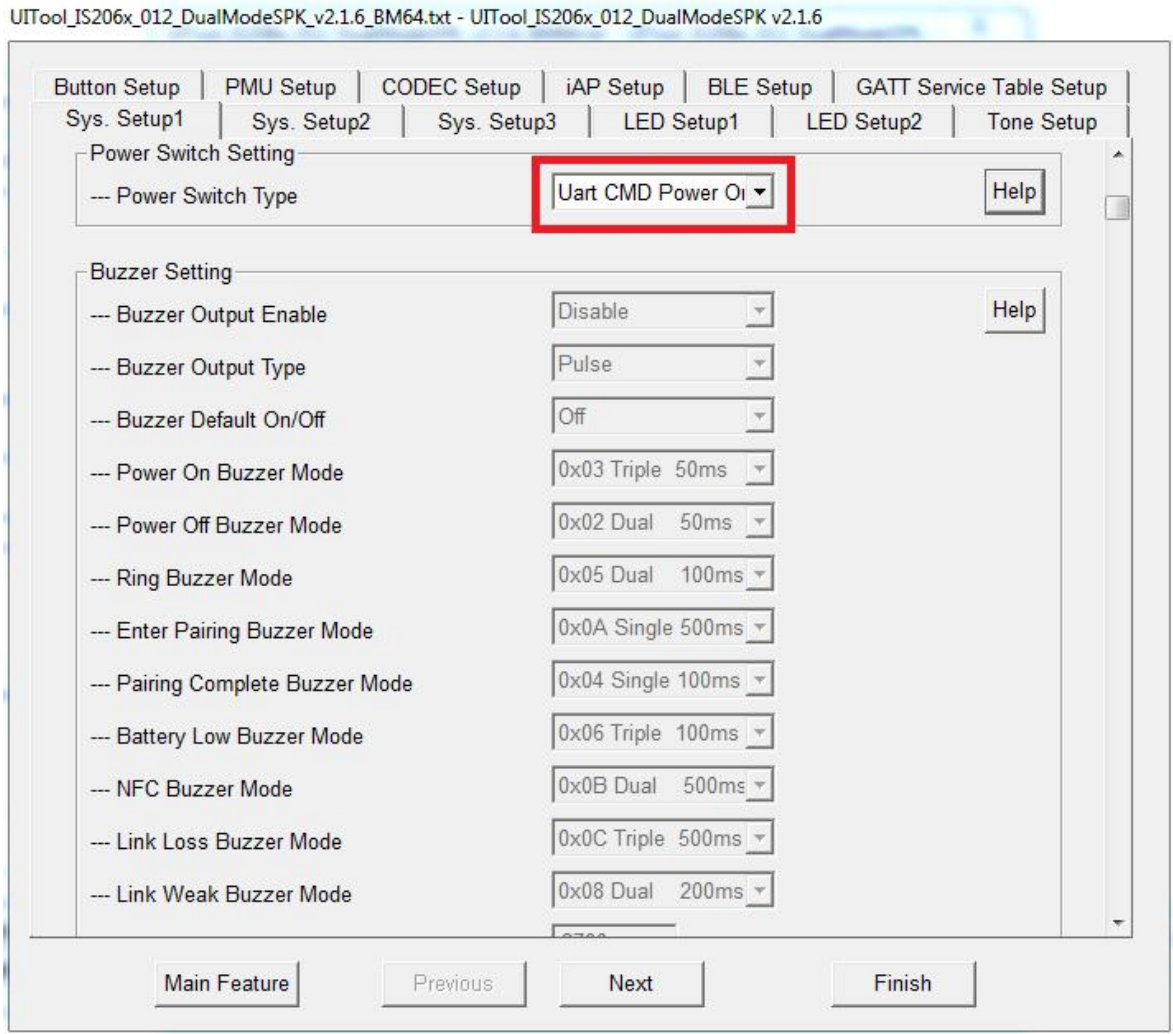 UITool_IS206x_012_DualModeSPK_v2.1.6_BM64.txt - UITool_IS206x_012_DualModeSPK v2.1.6
Button Setup PMU Setup CODEC Setup iAP Setup BLE Setup GATT Service Table Setup
Sys. Setup1 Sys. Setup2 Sys. Setup3 LED Setup1 LED Setup2 Tone Setup
Power Switch Setting
--- Power Switch Type Uart CMD Power Help
Buzzer Setting
--- Buzzer Output Enable Disable Help
--- Buzzer Output Type Pulse
--- Buzzer Default On/Off Off
--- Power On Buzzer Mode 0x03 Triple 50ms
--- Power Off Buzzer Mode 0x02 Dual 50ms
--- Ring Buzzer Mode 0x05 Dual 100ms
--- Enter Pairing Buzzer Mode 0x0A Single 500ms
--- Pairing Complete Buzzer Mode 0x04 Single 100ms
--- Battery Low Buzzer Mode 0x06 Triple 100ms
--- NFC Buzzer Mode 0x0B Dual 500ms
--- Link Loss Buzzer Mode 0x0C Triple 500ms
--- Link Weak Buzzer Mode 0x08 Dual 200ms
Main Feature Previous Next Finish